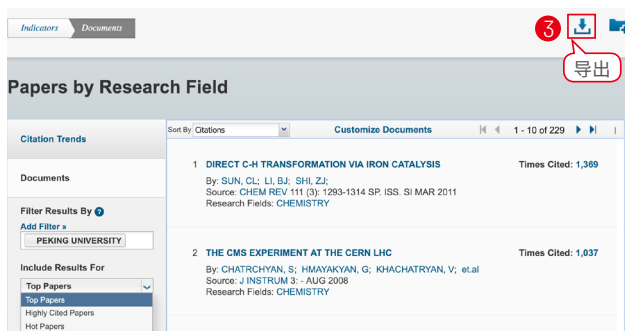 Indicators
Documents
3
导出
Papers by Research Field
Citation Trends
Sort By
Citations
Customize Documents
1 - 10 of 229
Documents
1 DIRECT C-H TRANSFORMATION VIA IRON CATALYSIS
Times Cited: 1,369
By: SUN, CL; LI, BJ; SHI, ZJ;
Source: CHEM REV 111 (3): 1293-1314 SP. ISS. SI MAR 2011
Research Fields: CHEMISTRY
Filter Results By ?
Add Filter »
PEKING UNIVERSITY
2 THE CMS EXPERIMENT AT THE CERN LHC
Times Cited: 1,037
By: CHATRCHYAN, S; HMAYAKYAN, G; KHACHATRYAN, V; et.al
Source: J INSTRUM 3: - AUG 2008
Research Fields: CHEMISTRY
Include Results For
Top Papers
Top Papers
Highly Cited Papers
Hot Papers